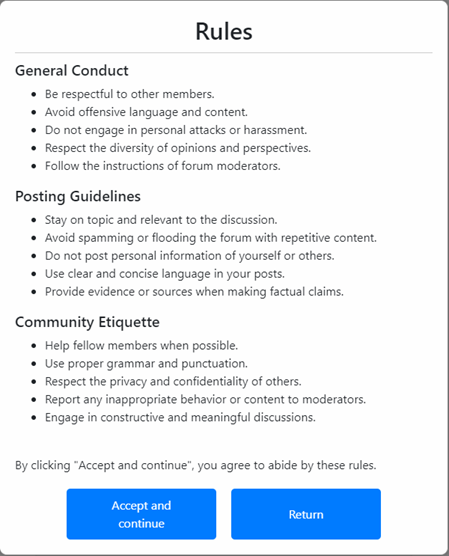 Rules
General Conduct
Be respectful to other members.
Avoid offensive language and content.
Do not engage in personal attacks or harassment.
Respect the diversity of opinions and perspectives.
Follow the instructions of forum moderators.
Posting Guidelines
Stay on topic and relevant to the discussion.
Avoid spamming or flooding the forum with repetitive content.
Do not post personal information of yourself or others.
Use clear and concise language in your posts.
Provide evidence or sources when making factual claims.
Community Etiquette
Help fellow members when possible.
Use proper grammar and punctuation.
Respect the privacy and confidentiality of others.
Report any inappropriate behavior or content to moderators.
Engage in constructive and meaningful discussions.
By clicking "Accept and continue", you agree to abide by these rules.
Accept and
continue
Return